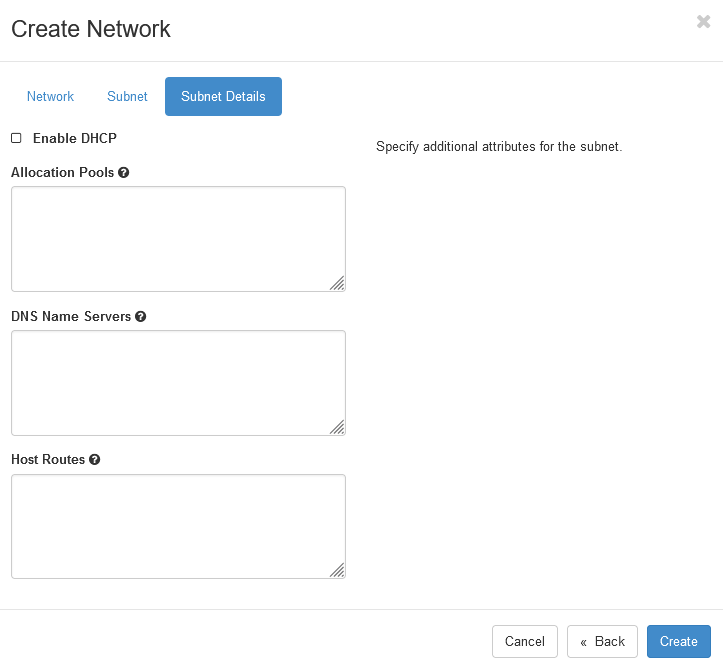 Create Network
Network Subnet Subnet Details
Enable DHCP
Specify additional attributes for the subnet.
Allocation Pools
DNS Name Servers
Host Routes
Cancel « Back Create